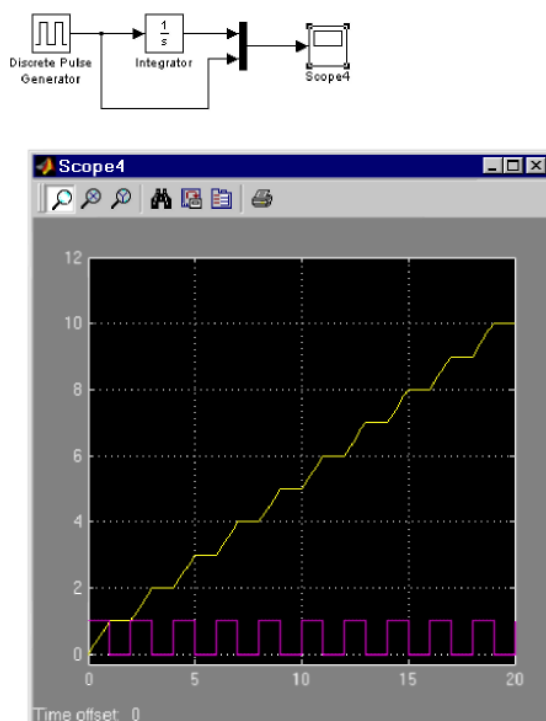 1
s
Discrete Pulse
Generator
Integrator
Scope4
Scope4
12
10
8
6
4
2
0
0 5 10 15 20
Time offset: 0